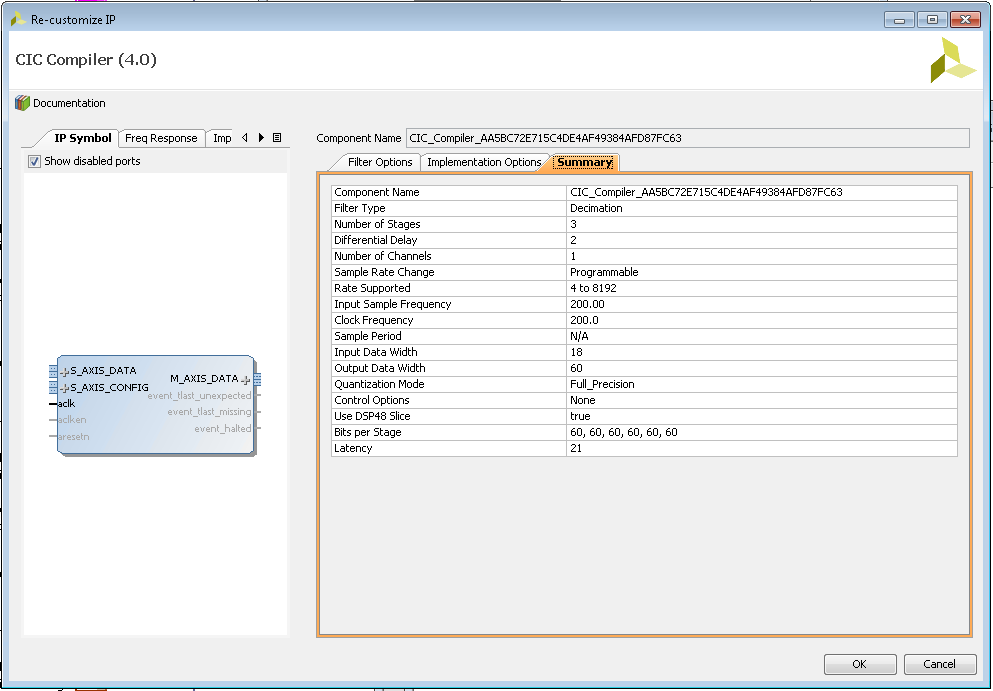 Re-customize IP
CIC Compiler (4.0)
Documentation
IP Symbol Freq Response Imp
Show disabled ports
S_AXIS_DATA
S_AXIS_CONFIG
aclk
aclken
aresetn
M_AXIS_DATA
event_tlast_unexpected
event_tlast_missing
event_halted
Component Name CIC_Compiler_AA5BC72E715C4DE4AF49384AFD87FC63
Filter Options Implementation Options Summary
Component Name CIC_Compiler_AA5BC72E715C4DE4AF49384AFD87FC63
Filter Type Decimation
Number of Stages 3
Differential Delay 2
Number of Channels 1
Sample Rate Change Programmable
Rate Supported 4 to 8192
Input Sample Frequency 200.00
Clock Frequency 200.0
Sample Period N/A
Input Data Width 18
Output Data Width 60
Quantization Mode Full_Precision
Control Options None
Use DSP48 Slice true
Bits per Stage 60, 60, 60, 60, 60, 60
Latency 21
OK Cancel